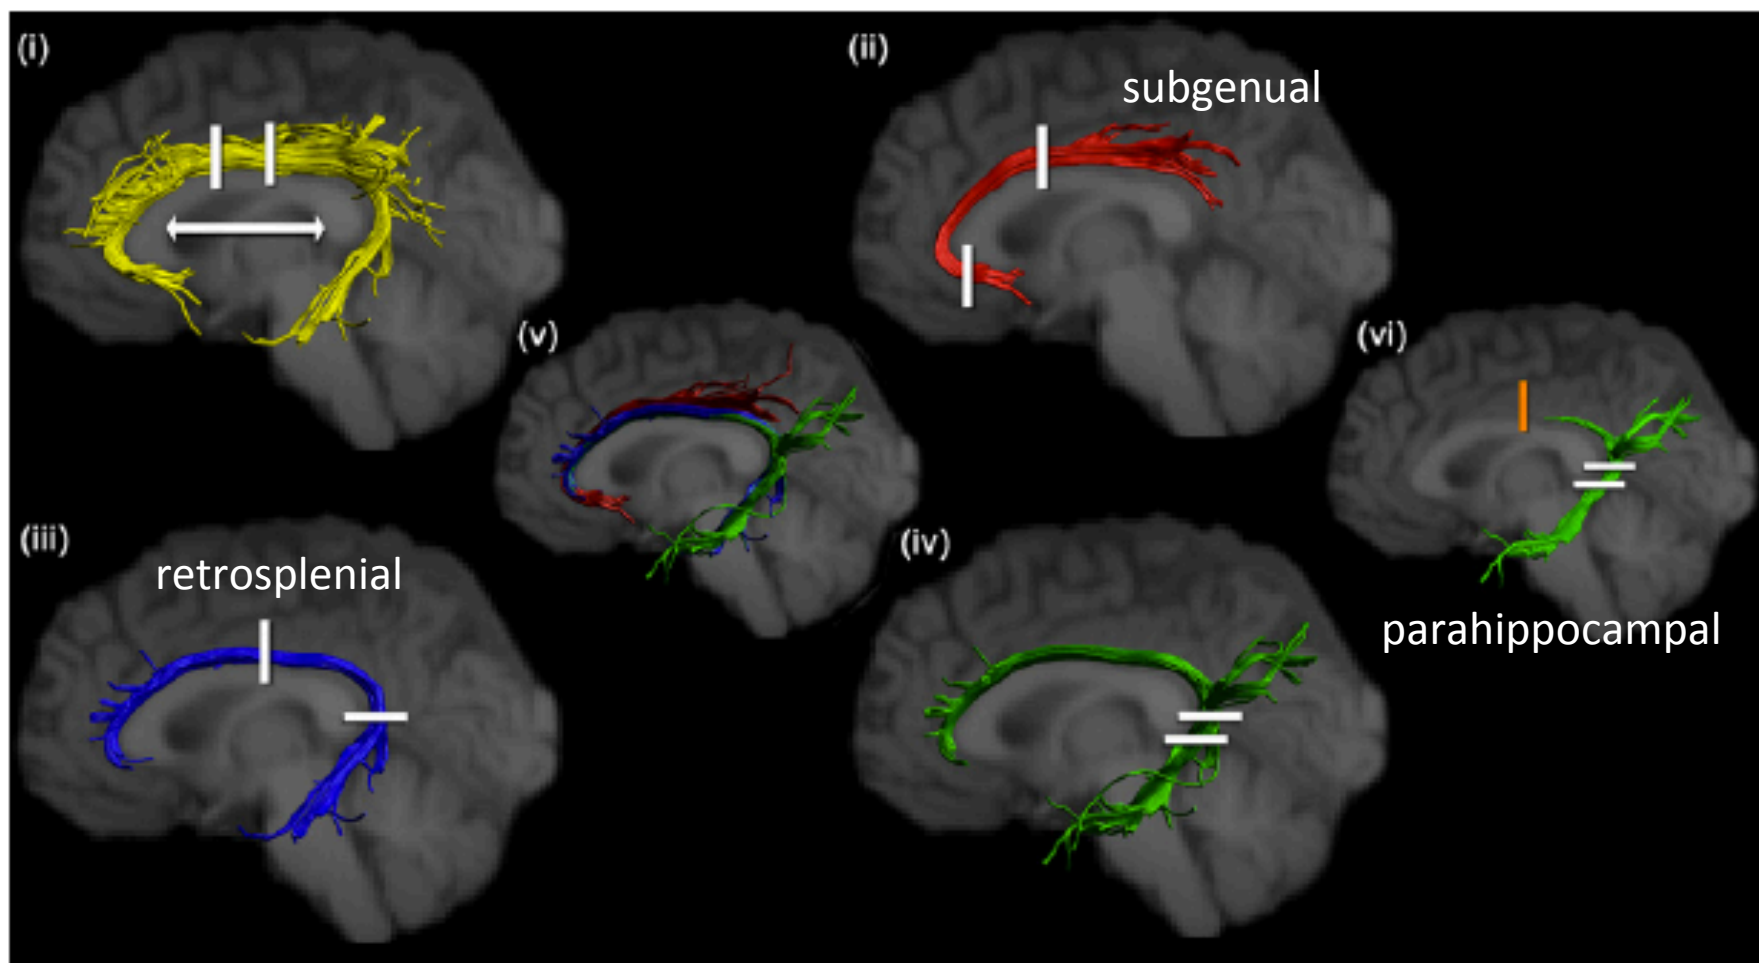 (i)
(ii)
subgenual
(v)
(vi)
(iii)
retrosplenial
(iv)
parahippocampal